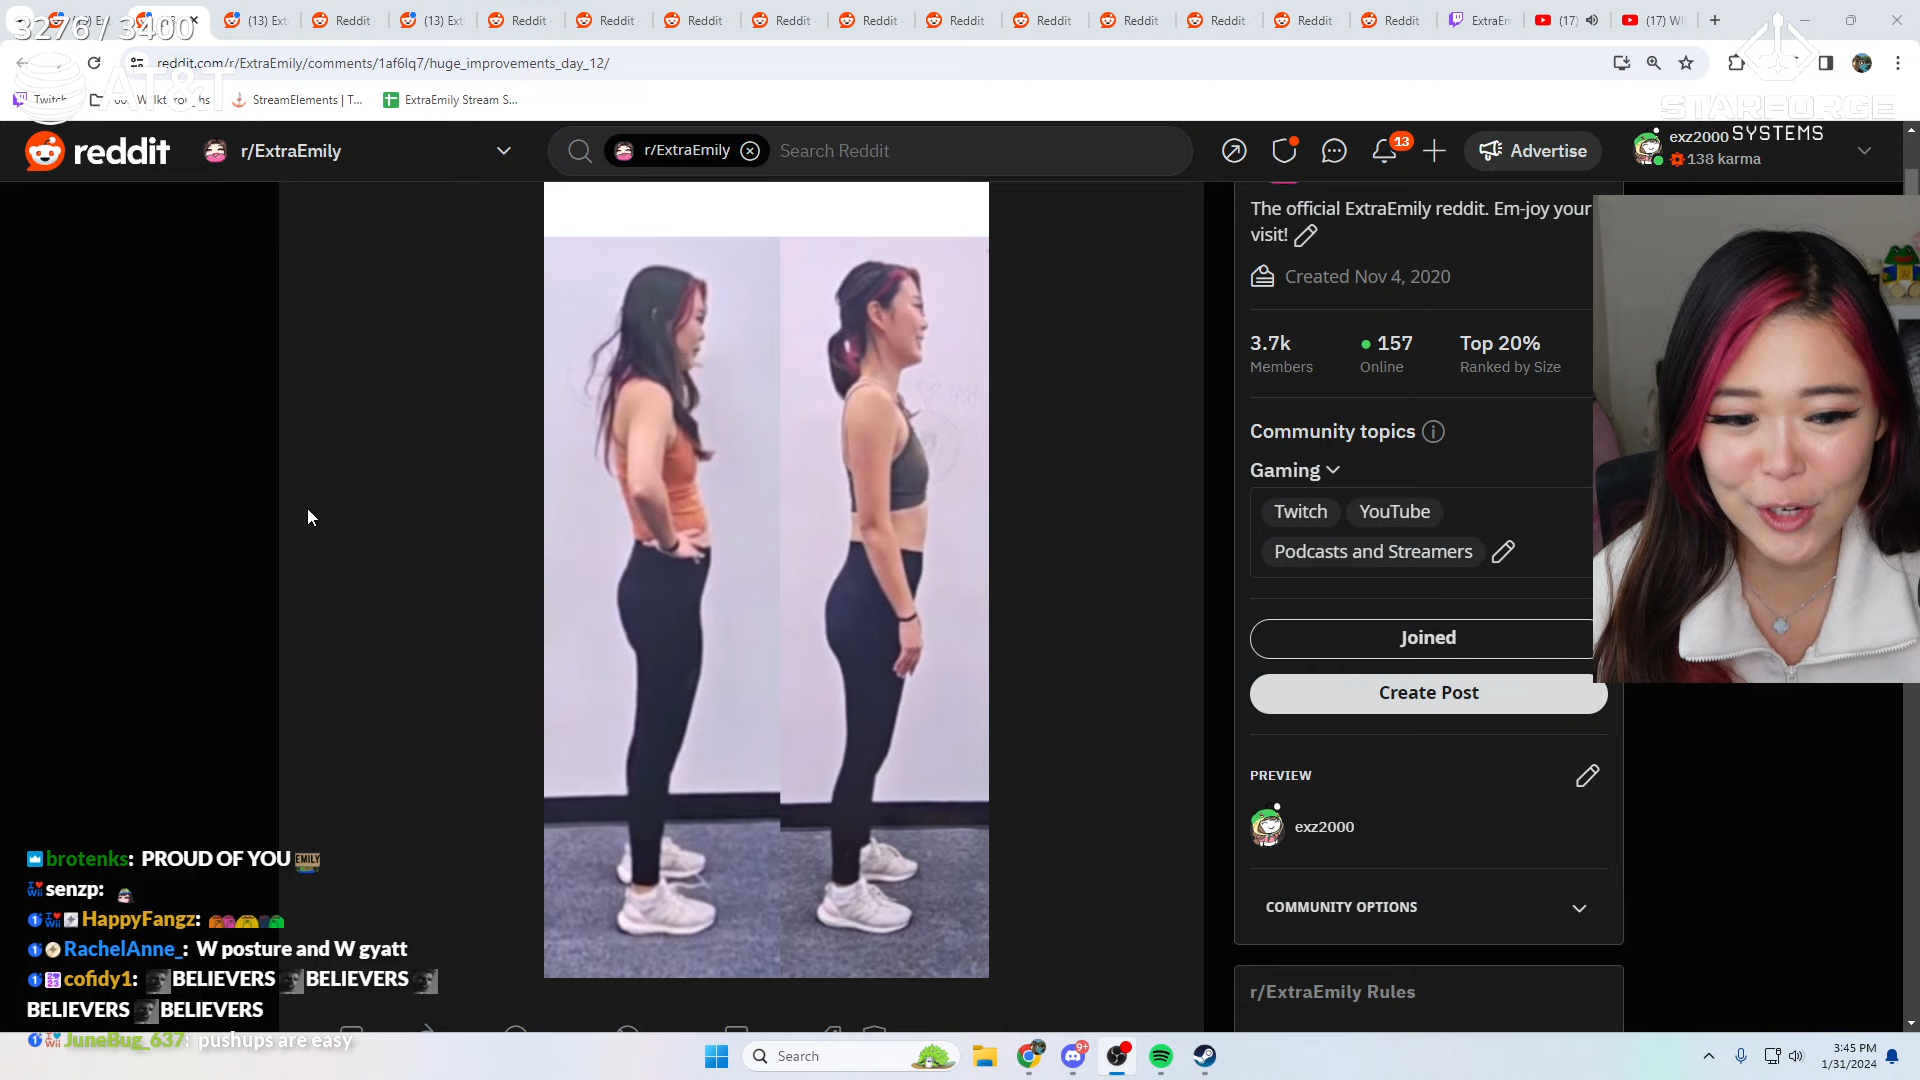 3276 / 3400
(13) Ext
Reddit
(13) Ext
Reddit
Reddit
Reddit
Reddit
Reddit
Reddit
Reddit
Reddit
Reddit
Reddit
Reddit
ExtraEm
(17)
(17) W
reddit.com/r/ExtraEmily/comments/1af6lq7/huge_improvements_day_12/
AT&T
Twitch
StreamElements | T...
ExtraEmily Stream S...
STARFORGE
SYSTEMS
reddit
r/ExtraEmily
r/ExtraEmily
Search Reddit
13
Advertise
exz2000
138 karma
The official ExtraEmily reddit. Em-joy your
visit!
Created Nov 4, 2020
3.7k
157
Top 20%
Members
Online
Ranked by Size
Community topics
Gaming
Twitch
YouTube
Podcasts and Streamers
Joined
Create Post
PREVIEW
exz2000
COMMUNITY OPTIONS
r/ExtraEmily Rules
brotenks: PROUD OF YOU EMILY
senzp:
HappyFangz:
RachelAnne_: W posture and W gyatt
cofidy1: BELIEVERS BELIEVERS
BELIEVERS BELIEVERS
JuneBug_637: pushups are easy
Search
9+
3:45 PM
1/31/2024